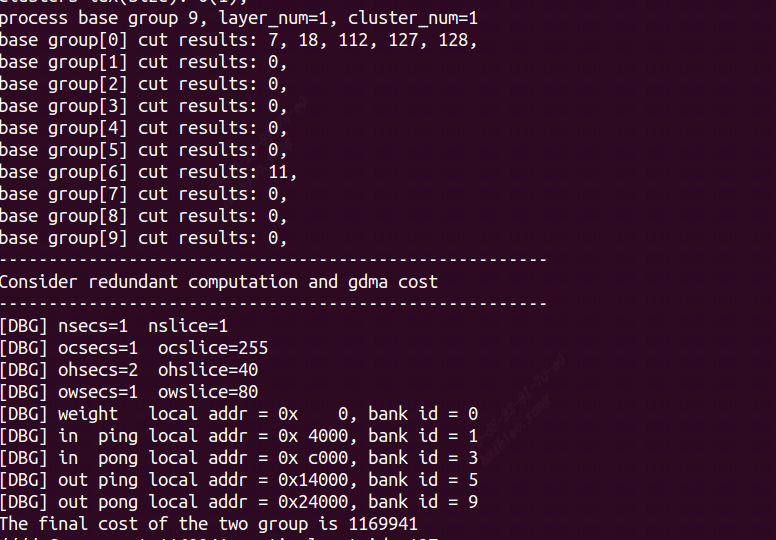 process base group 9, layer_num=1, cluster_num=1
base group[0] cut results: 7, 18, 112, 127, 128,
base group[1] cut results: 0,
base group[2] cut results: 0,
base group[3] cut results: 0,
base group[4] cut results: 0,
base group[5] cut results: 0,
base group[6] cut results: 11,
base group[7] cut results: 0,
base group[8] cut results: 0,
base group[9] cut results: 0,
-------------------------------------------------------
Consider redundant computation and gdma cost
-------------------------------------------------------
[DBG] nsecs=1  nslice=1
[DBG] ocsecs=1  ocslice=255
[DBG] ohsecs=2  ohslice=40
[DBG] owsecs=1  owslice=80
[DBG] weight   local addr = 0x    0, bank id = 0
[DBG] in  ping local addr = 0x 4000, bank id = 1
[DBG] in  pong local addr = 0x c000, bank id = 3
[DBG] out ping local addr = 0x14000, bank id = 5
[DBG] out pong local addr = 0x24000, bank id = 9
The final cost of the two group is 1169941